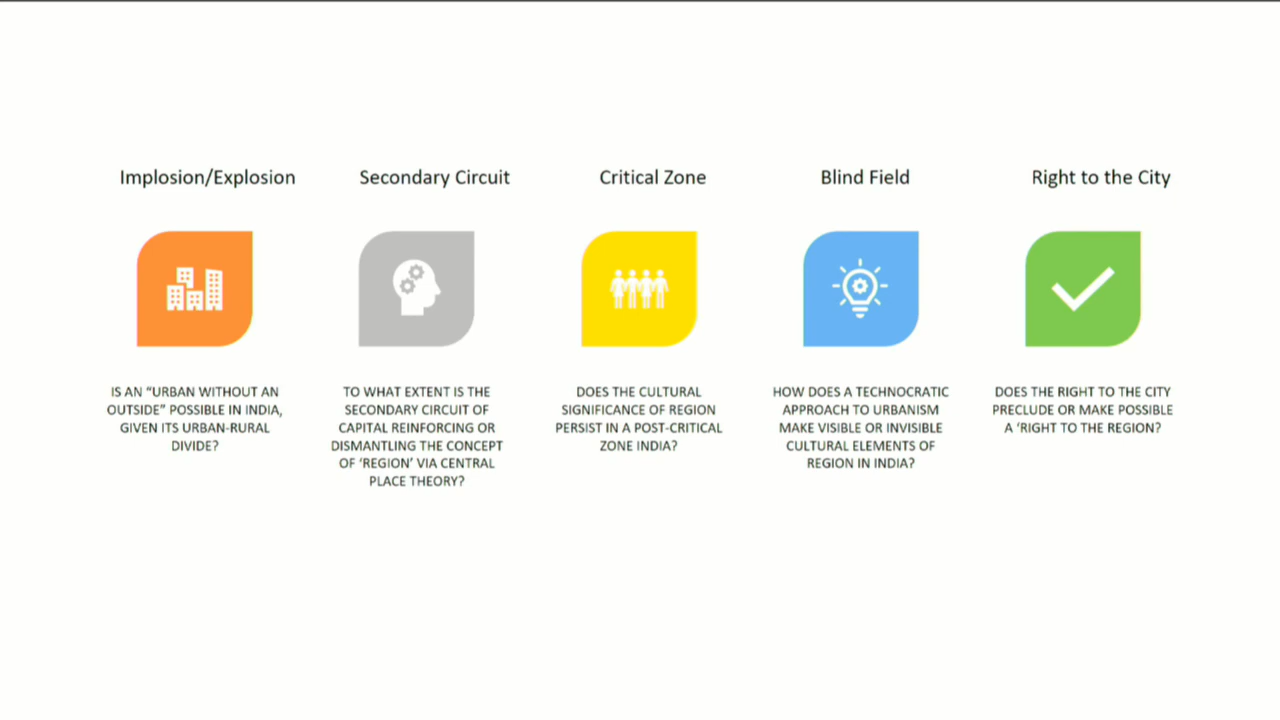 Implosion/Explosion
Secondary Circuit
Critical Zone
Blind Field
Right to the City
IS AN “URBAN WITHOUT AN
OUTSIDE” POSSIBLE IN INDIA,
GIVEN ITS URBAN-RURAL
DIVIDE?
TO WHAT EXTENT IS THE
SECONDARY CIRCUIT OF
CAPITAL REINFORCING OR
DISMANTLING THE CONCEPT
OF ‘REGION’ VIA CENTRAL
PLACE THEORY?
DOES THE CULTURAL
SIGNIFICANCE OF REGION
PERSIST IN A POST-CRITICAL
ZONE INDIA?
HOW DOES A TECHNOCRATIC
APPROACH TO URBANISM
MAKE VISIBLE OR INVISIBLE
CULTURAL ELEMENTS OF
REGION IN INDIA?
DOES THE RIGHT TO THE CITY
PRECLUDE OR MAKE POSSIBLE
A ‘RIGHT TO THE REGION?